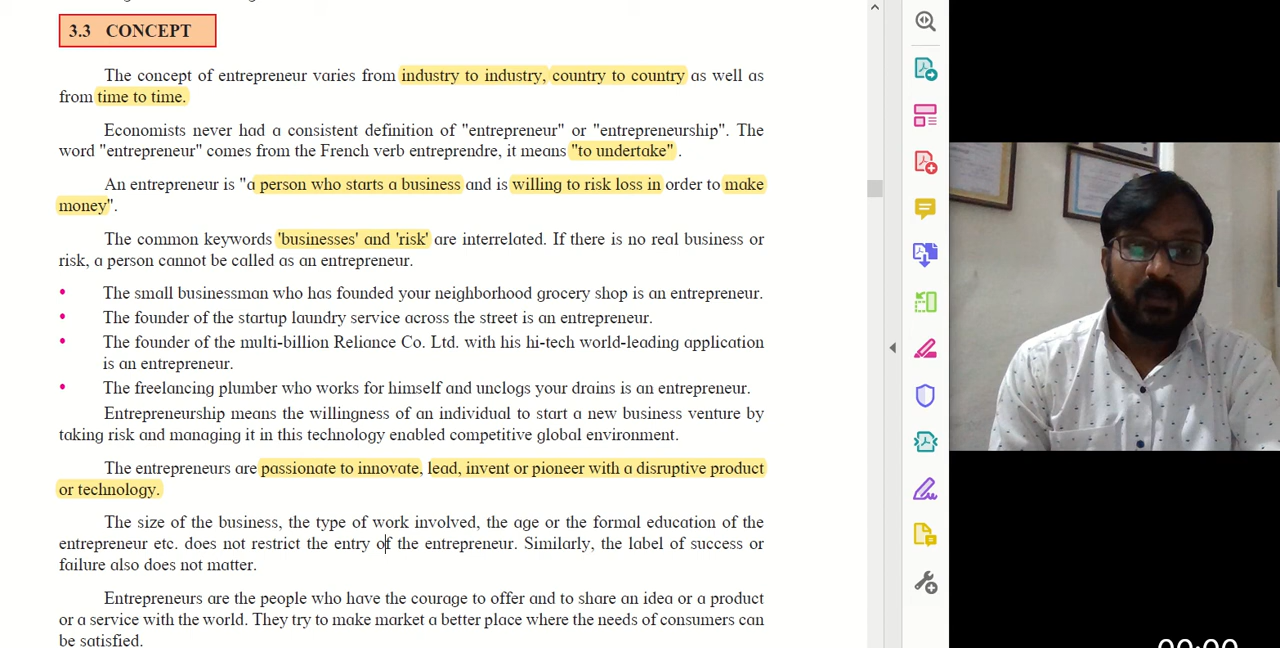 3.3 CONCEPT
The concept of entrepreneur varies from industry to industry, country to country as well as
from time to time.
Economists never had a consistent definition of "entrepreneur" or "entrepreneurship". The
word "entrepreneur" comes from the French verb entreprendre, it means "to undertake" .
An entrepreneur is "a person who starts a business and is willing to risk loss in order to make
money".
The common keywords 'businesses' and 'risk' are interrelated. If there is no real business or
risk, a person cannot be called as an entrepreneur.
• The small businessman who has founded your neighborhood grocery shop is an entrepreneur.
• The founder of the startup laundry service across the street is an entrepreneur.
• The founder of the multi-billion Reliance Co. Ltd. with his hi-tech world-leading application
is an entrepreneur.
• The freelancing plumber who works for himself and unclogs your drains is an entrepreneur.
Entrepreneurship means the willingness of an individual to start a new business venture by
taking risk and managing it in this technology enabled competitive global environment.
The entrepreneurs are passionate to innovate, lead, invent or pioneer with a disruptive product
or technology.
The size of the business, the type of work involved, the age or the formal education of the
entrepreneur etc. does not restrict the entry of the entrepreneur. Similarly, the label of success or
failure also does not matter.
Entrepreneurs are the people who have the courage to offer and to share an idea or a product
or a service with the world. They try to make market a better place where the needs of consumers can
be satisfied.